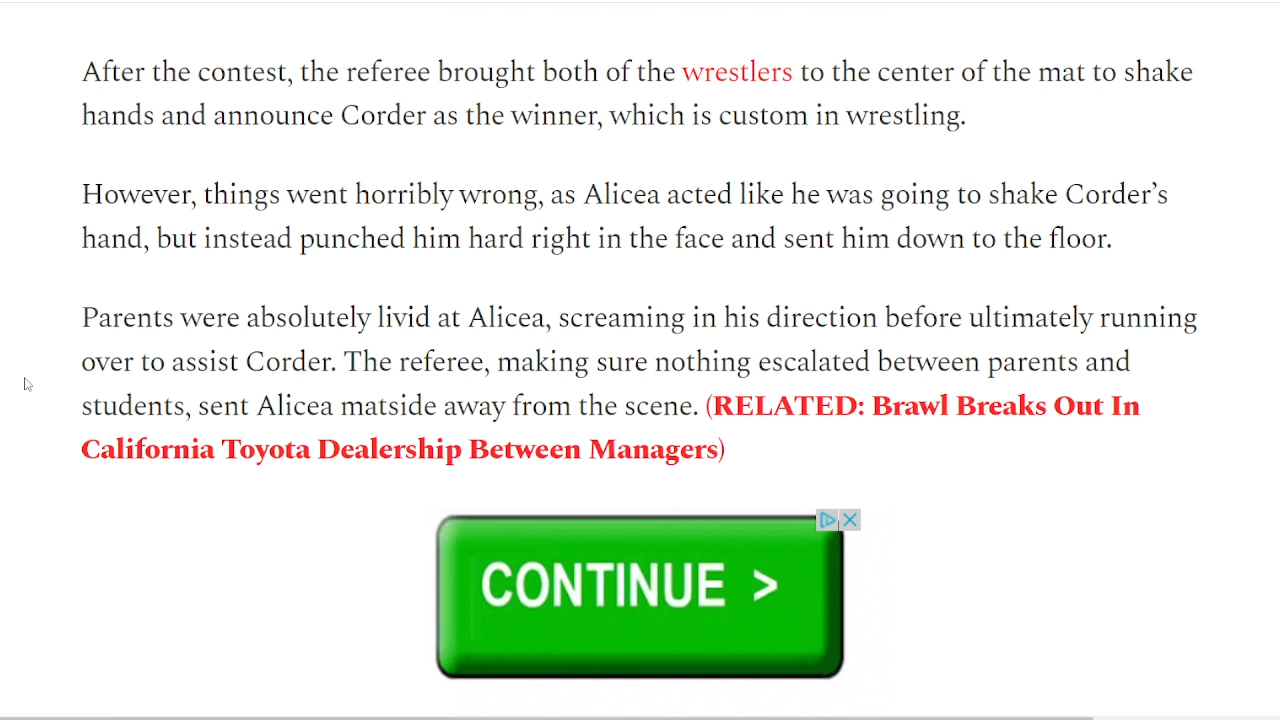 After the contest, the referee brought both of the wrestlers to the center of the mat to shake
hands and announce Corder as the winner, which is custom in wrestling.
However, things went horribly wrong, as Alicea acted like he was going to shake Corder’s
hand, but instead punched him hard right in the face and sent him down to the floor.
Parents were absolutely livid at Alicea, screaming in his direction before ultimately running
over to assist Corder. The referee, making sure nothing escalated between parents and
students, sent Alicea matside away from the scene. (RELATED: Brawl Breaks Out In
California Toyota Dealership Between Managers)
CONTINUE >